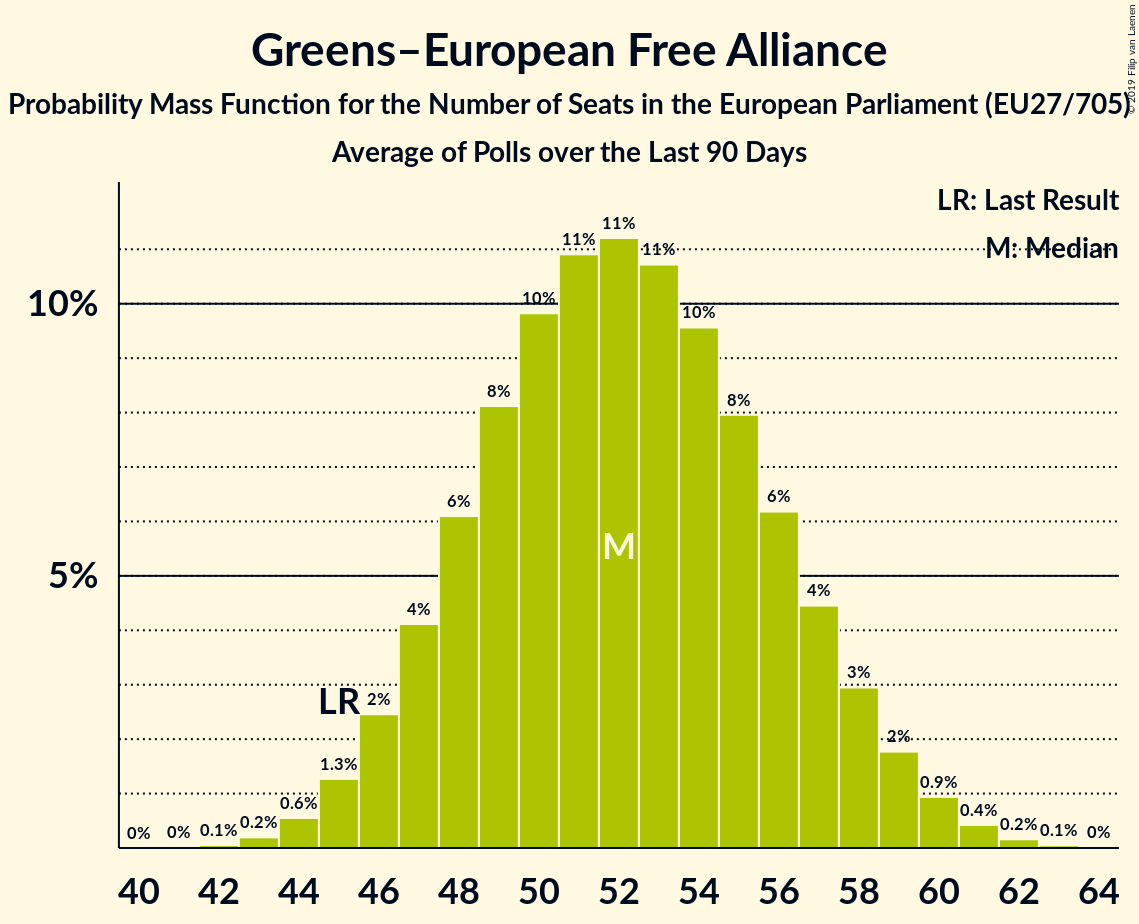 Greens–European Free Alliance
Probability Mass Function for the Number of Seats in the European Parliament (EU27/705)
Average of Polls over the Last 90 Days
© 2019 Filip van Laenen
LR: Last Result
M: Median
10%
5%
0% 0% 0.1% 0.2% 0.6% 1.3% 2% 4% 6% 8% 10% 11% 11% 11% 10% 8% 6% 4% 3% 2% 0.9% 0.4% 0.2% 0.1% 0%
LR
M
40 42 44 46 48 50 52 54 56 58 60 62 64